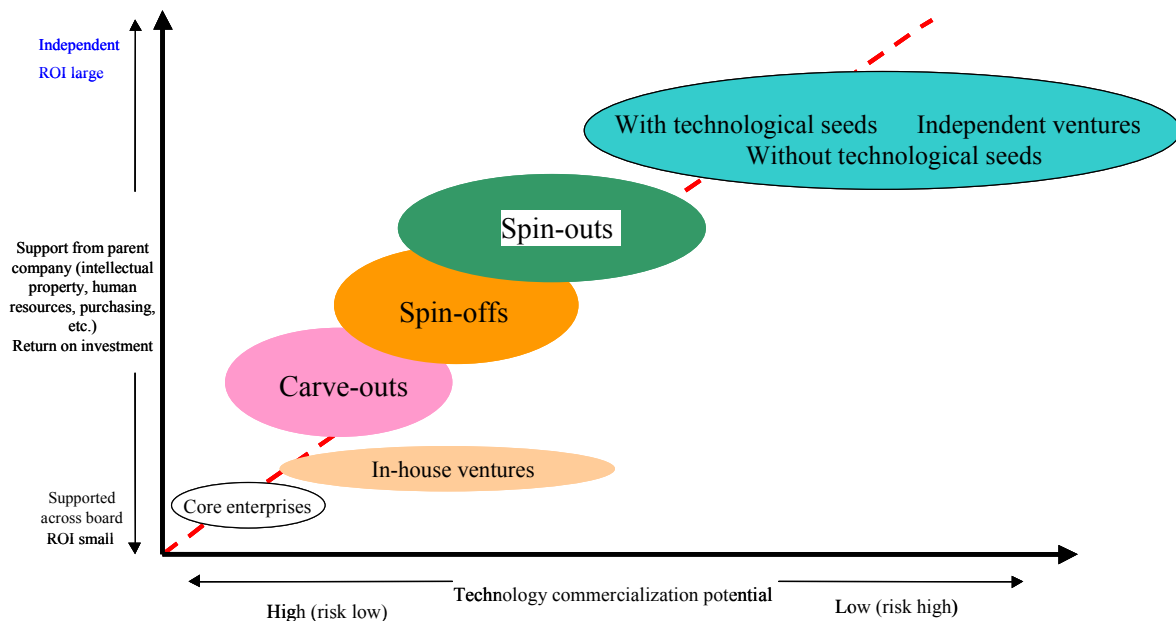 Independent
ROI large
With technological seeds Independent ventures
Without technological seeds
Spin-outs
Support from parent
company (intellectual
property, human
resources, purchasing,
etc.)
Return on investment
Spin-offs
Carve-outs
In-house ventures
Supported
across board
ROI small
Core enterprises
Technology commercialization potential
High (risk low)
Low (risk high)